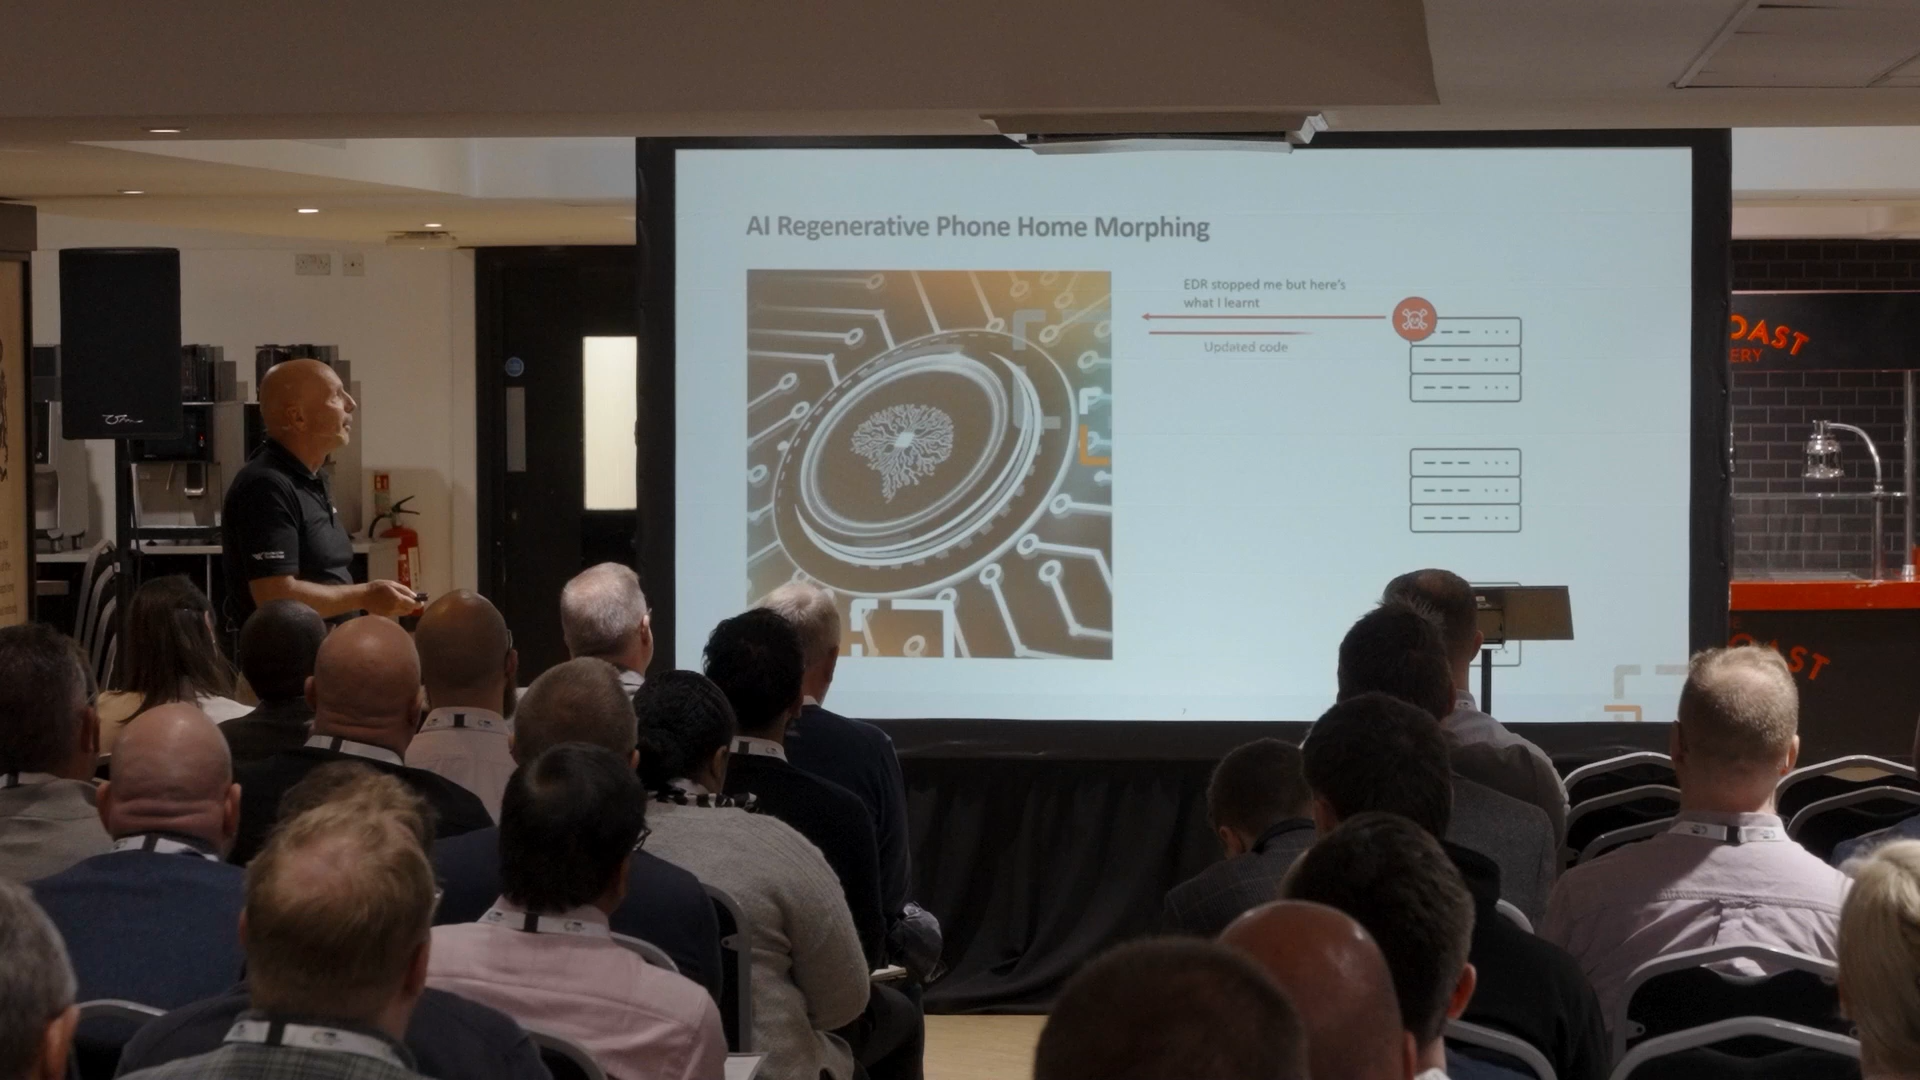 AI Regenerative Phone Home Morphing
EDR stopped me but here's
what I learnt
Updated code
OAST
ERY
OAST